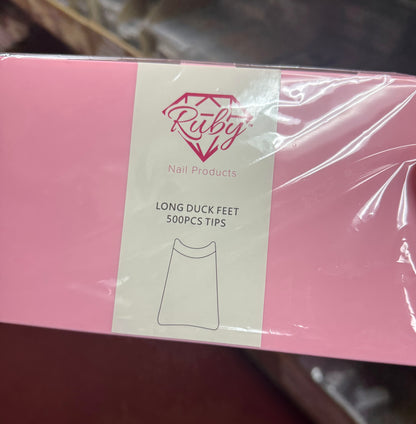 Ruby
Nail Products
LONG DUCK FEET
500PCS TIPS